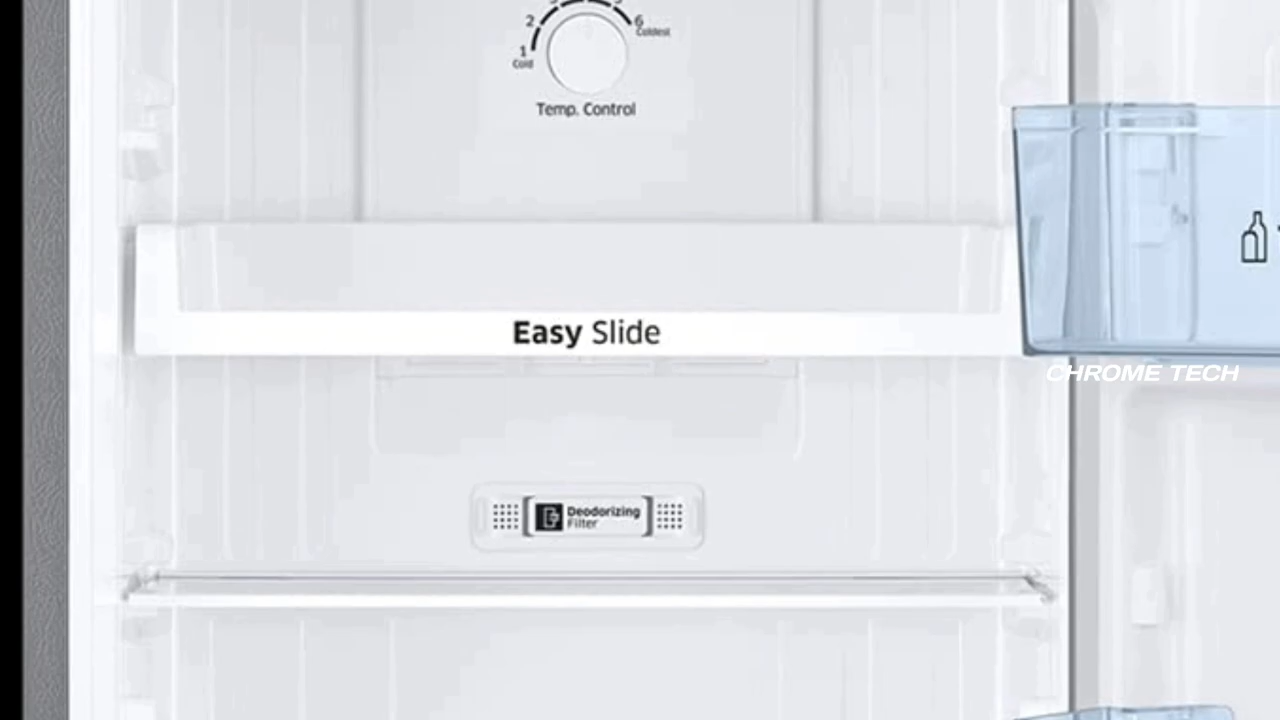 2
6
Coldest
1
Cold
Temp. Control
Easy Slide
CHROME TECH
Deodorizing
Filter